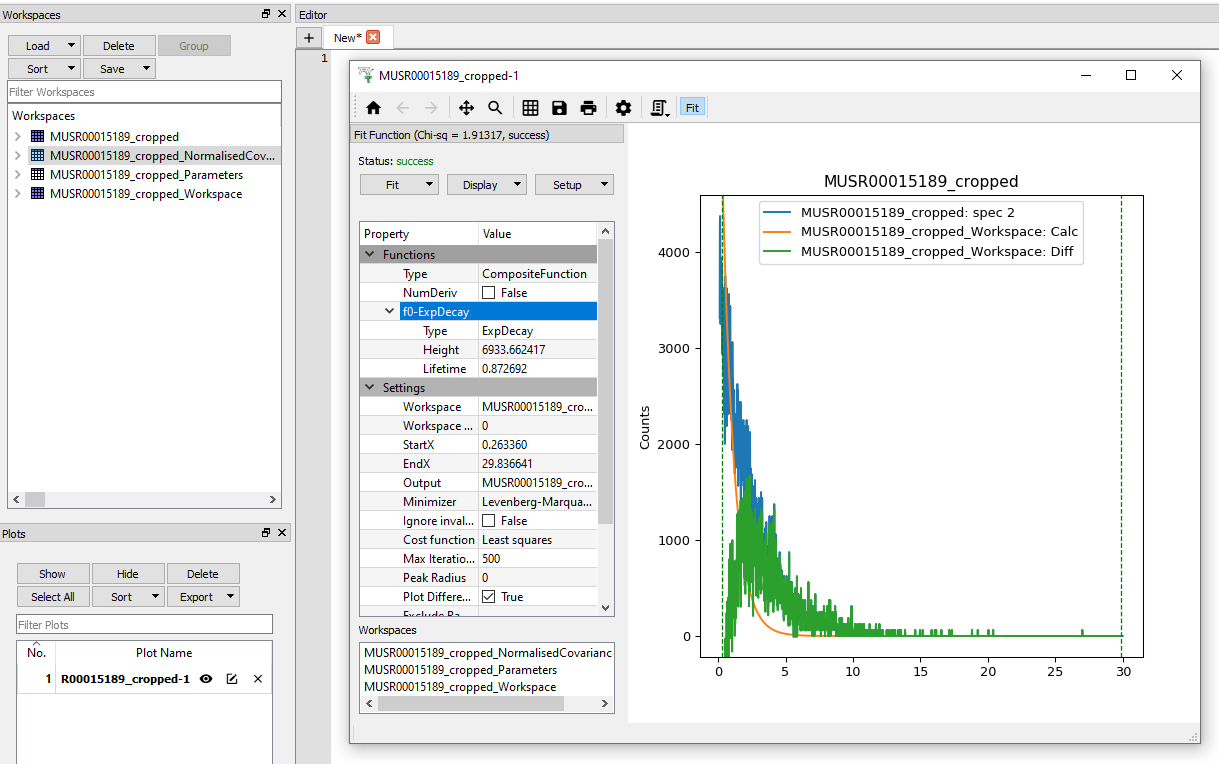 Workspaces
Load
Delete
Group
Sort
Save
Filter Workspaces
Workspaces
MUSR00015189_cropped
MUSR00015189_cropped_NormalisedCov...
MUSR00015189_cropped_Parameters
MUSR00015189_cropped_Workspace
Plots
Show
Hide
Delete
Select All
Sort
Export
Filter Plots
No.
Plot Name
1
R00015189_cropped-1
Editor
+
New*
1
MUSR00015189_cropped-1
Fit
Fit Function (Chi-sq = 1.91317, success)
Status: success
Fit
Display
Setup
Property
Value
Functions
Type
CompositeFunction
NumDeriv
False
f0-ExpDecay
Type
ExpDecay
Height
6933.662417
Lifetime
0.872692
Settings
Workspace
MUSR00015189_cro...
Workspace ...
0
StartX
0.263360
EndX
29.836641
Output
MUSR00015189_cro...
Minimizer
Levenberg-Marqua...
Ignore inval...
False
Cost function
Least squares
Max Iteratio...
500
Peak Radius
0
Plot Differe...
True
Workspaces
MUSR00015189_cropped_NormalisedCovarianc
MUSR00015189_cropped_Parameters
MUSR00015189_cropped_Workspace
MUSR00015189_cropped
MUSR00015189_cropped: spec 2
MUSR00015189_cropped_Workspace: Calc
MUSR00015189_cropped_Workspace: Diff
Counts
4000
3000
2000
1000
0
0
5
10
15
20
25
30